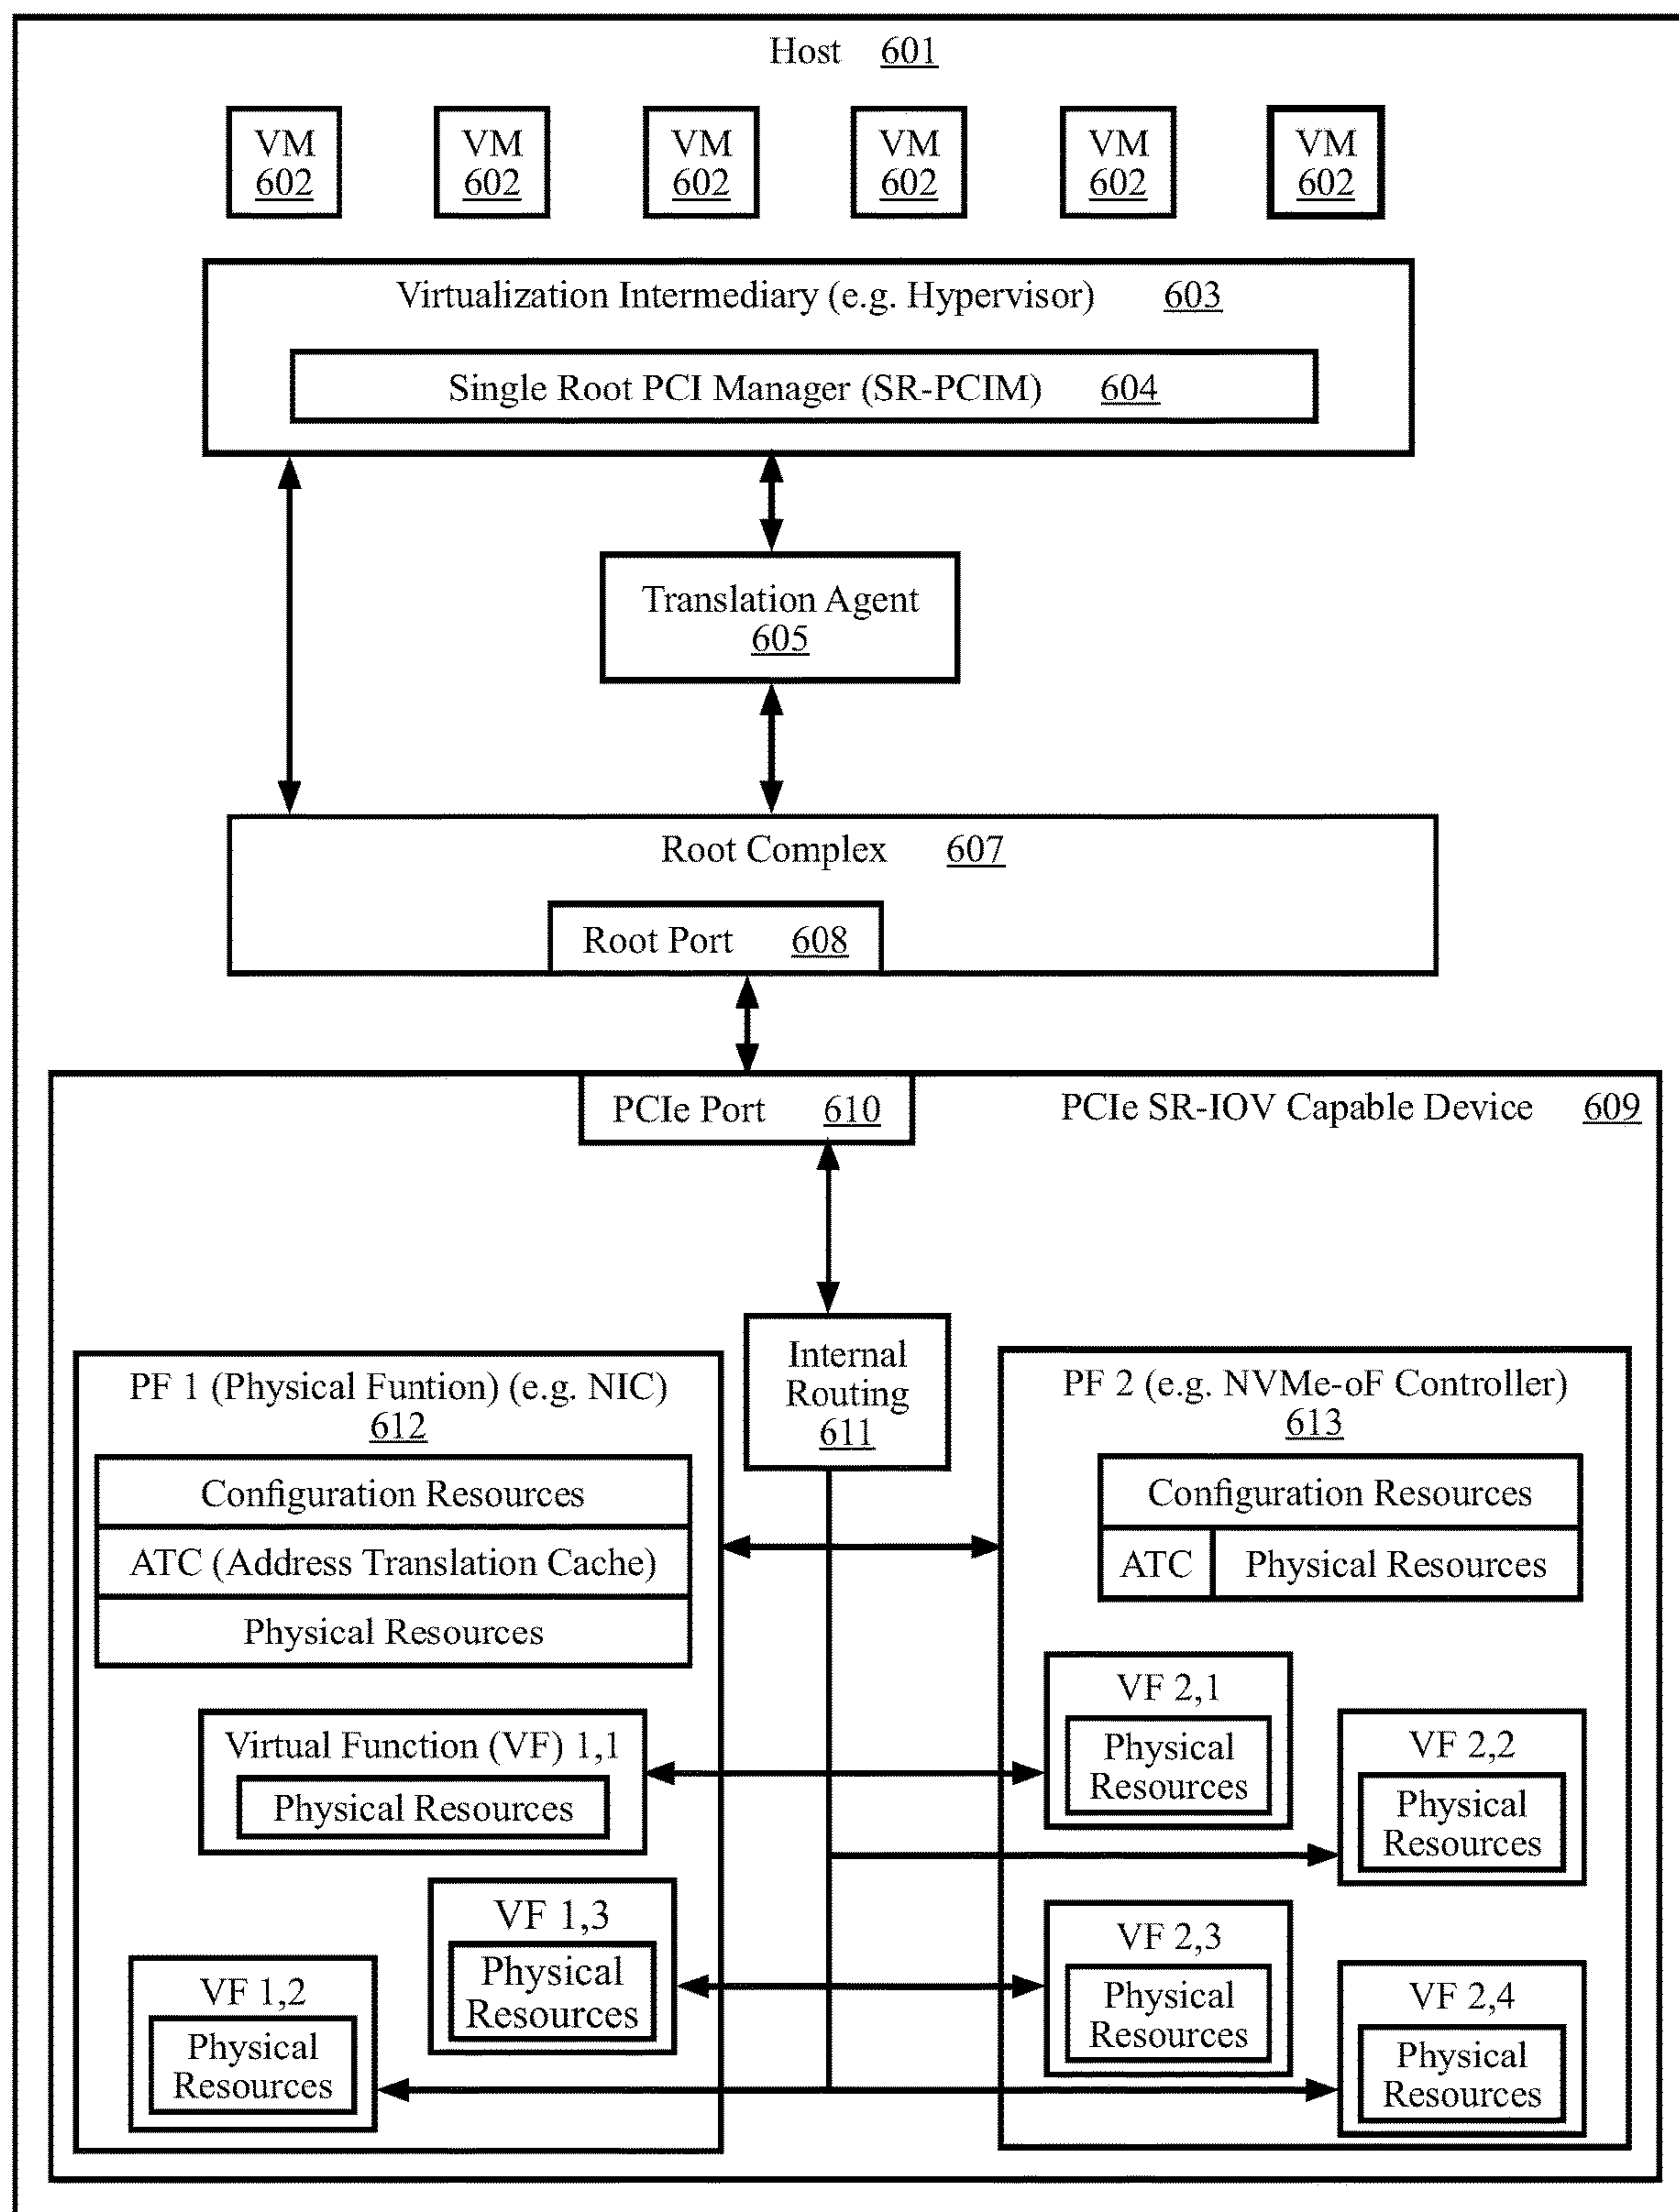 Host 601
VM VM VM VM VM VM
602 602 602 602 602 602
Virtualization Intermediary (e.g. Hypervisor) 603
Single Root PCI Manager (SR-PCIM) 604
Translation Agent
605
Root Complex 607
Root Port 608
PCIe Port 610
PCIe SR-IOV Capable Device 609
Internal
Routing
611
PF 1 (Physical Funtion) (e.g. NIC)
612
Configuration Resources
ATC (Address Translation Cache)
Physical Resources
Virtual Function (VF) 1,1
Physical Resources
VF 1,3
Physical
Resources
VF 1,2
Physical
Resources
PF 2 (e.g. NVMe-oF Controller)
613
Configuration Resources
ATC Physical Resources
VF 2,1
Physical
Resources
VF 2,2
Physical
Resources
VF 2,3
Physical
Resources
VF 2,4
Physical
Resources